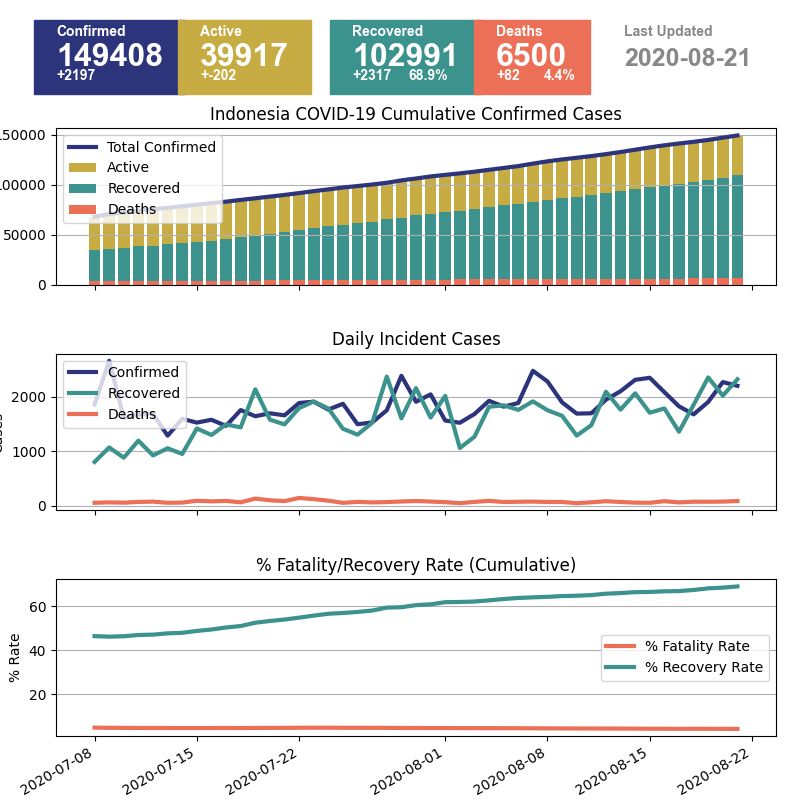 Confirmed Active Recovered Deaths Last Updated
149408 39917 102991 6500 2020-08-21
+2197 +-202 +2317 68.9% +82 4.4%
Indonesia COVID-19 Cumulative Confirmed Cases
150000
100000
50000
0
Total Confirmed
Active
Recovered
Deaths
Daily Incident Cases
2000
1000
0
Confirmed
Recovered
Deaths
% Fatality/Recovery Rate (Cumulative)
60
40
20
% Rate
% Fatality Rate
% Recovery Rate
2020-07-08 2020-07-15 2020-07-22 2020-08-01 2020-08-08 2020-08-15 2020-08-22